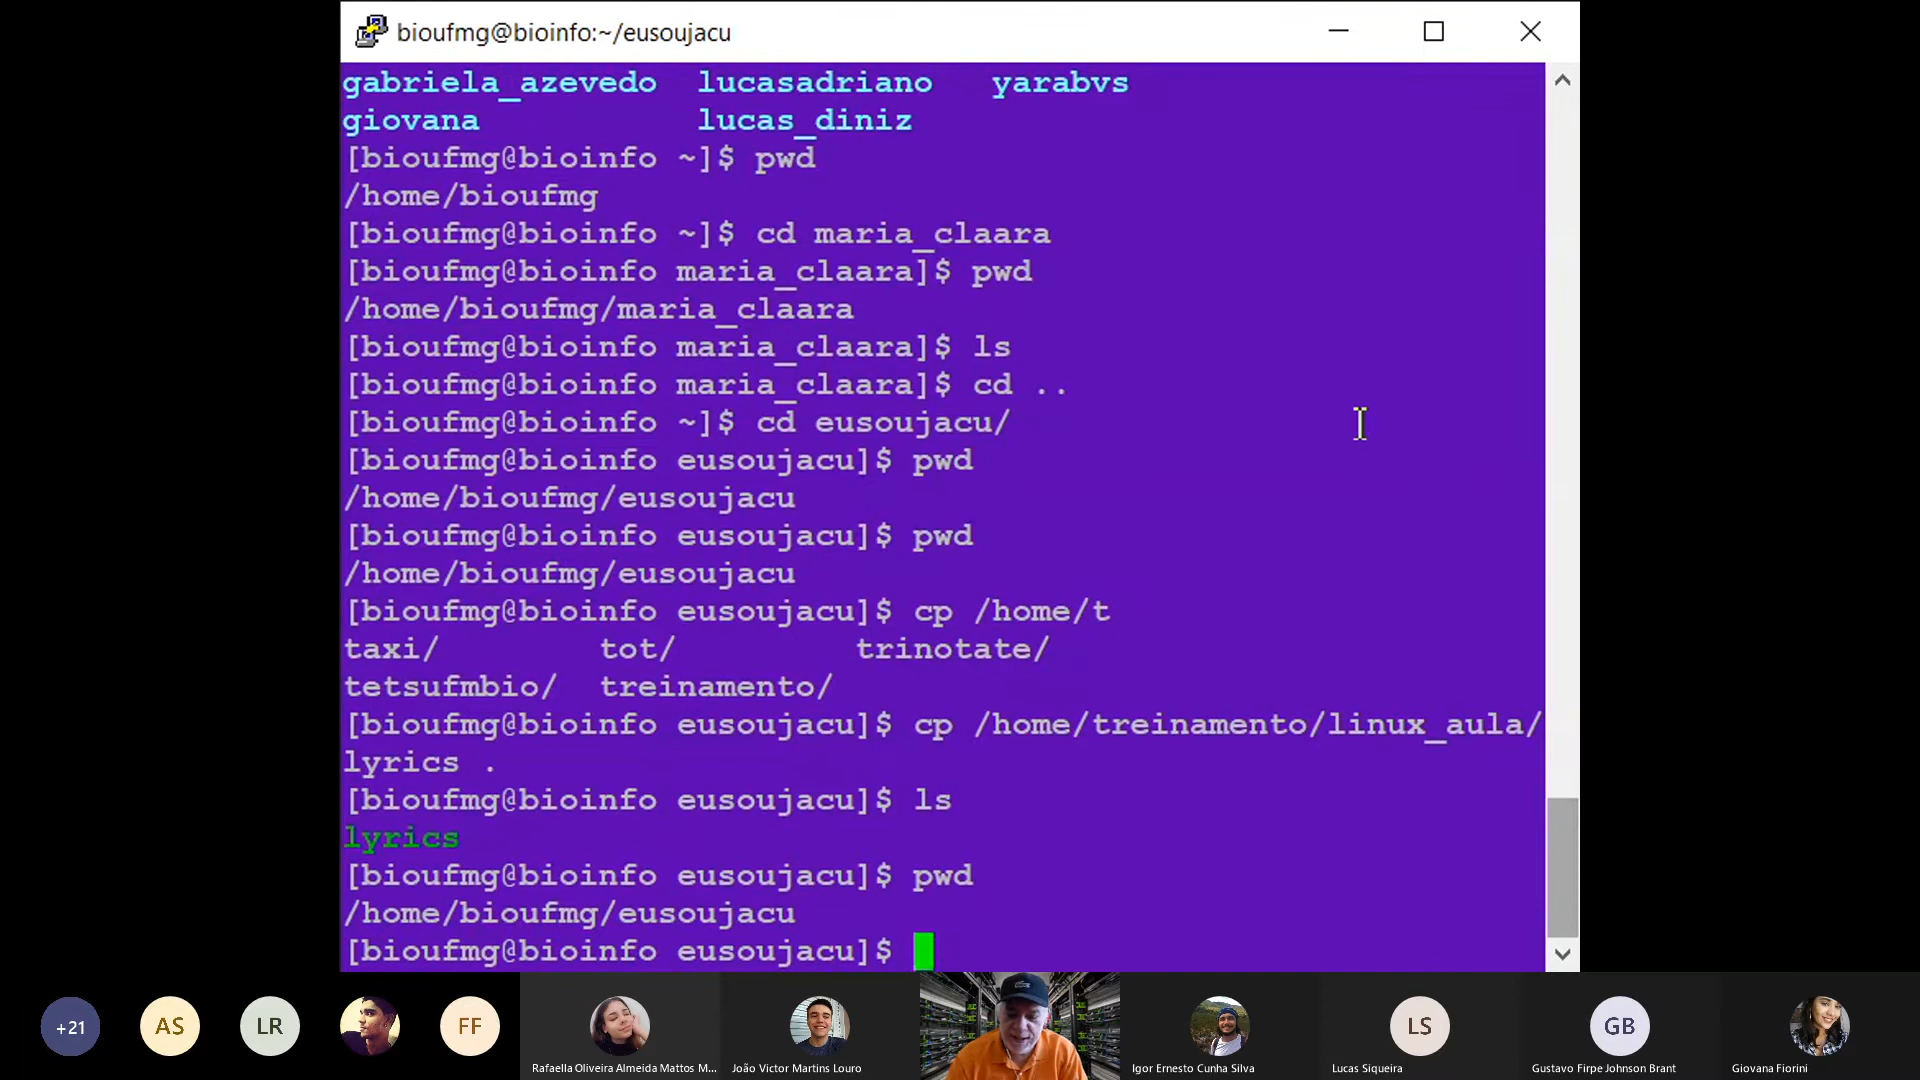 bioufmg@bioinfo:~/eusoujacu
gabriela_azevedo lucasadriano yarabvs
giovana lucas_diniz
[bioufmg@bioinfo ~]$ pwd
/home/bioufmg
[bioufmg@bioinfo ~]$ cd maria_claara
[bioufmg@bioinfo maria_claara]$ pwd
/home/bioufmg/maria_claara
[bioufmg@bioinfo maria_claara]$ ls
[bioufmg@bioinfo maria_claara]$ cd ..
[bioufmg@bioinfo ~]$ cd eusoujacu/
[bioufmg@bioinfo eusoujacu]$ pwd
/home/bioufmg/eusoujacu
[bioufmg@bioinfo eusoujacu]$ pwd
/home/bioufmg/eusoujacu
[bioufmg@bioinfo eusoujacu]$ cp /home/t
taxi/ tot/ trinotate/
tetsufmbio/ treinamento/
[bioufmg@bioinfo eusoujacu]$ cp /home/treinamento/linux_aula/
lyrics .
[bioufmg@bioinfo eusoujacu]$ ls
lyrics
[bioufmg@bioinfo eusoujacu]$ pwd
/home/bioufmg/eusoujacu
[bioufmg@bioinfo eusoujacu]$
+21 AS LR FF LS GB
Rafaella Oliveira Almeida Mattos M... João Victor Martins Louro Igor Ernesto Cunha Silva Lucas Siqueira Gustavo Firpe Johnson Brant Giovana Fiorini